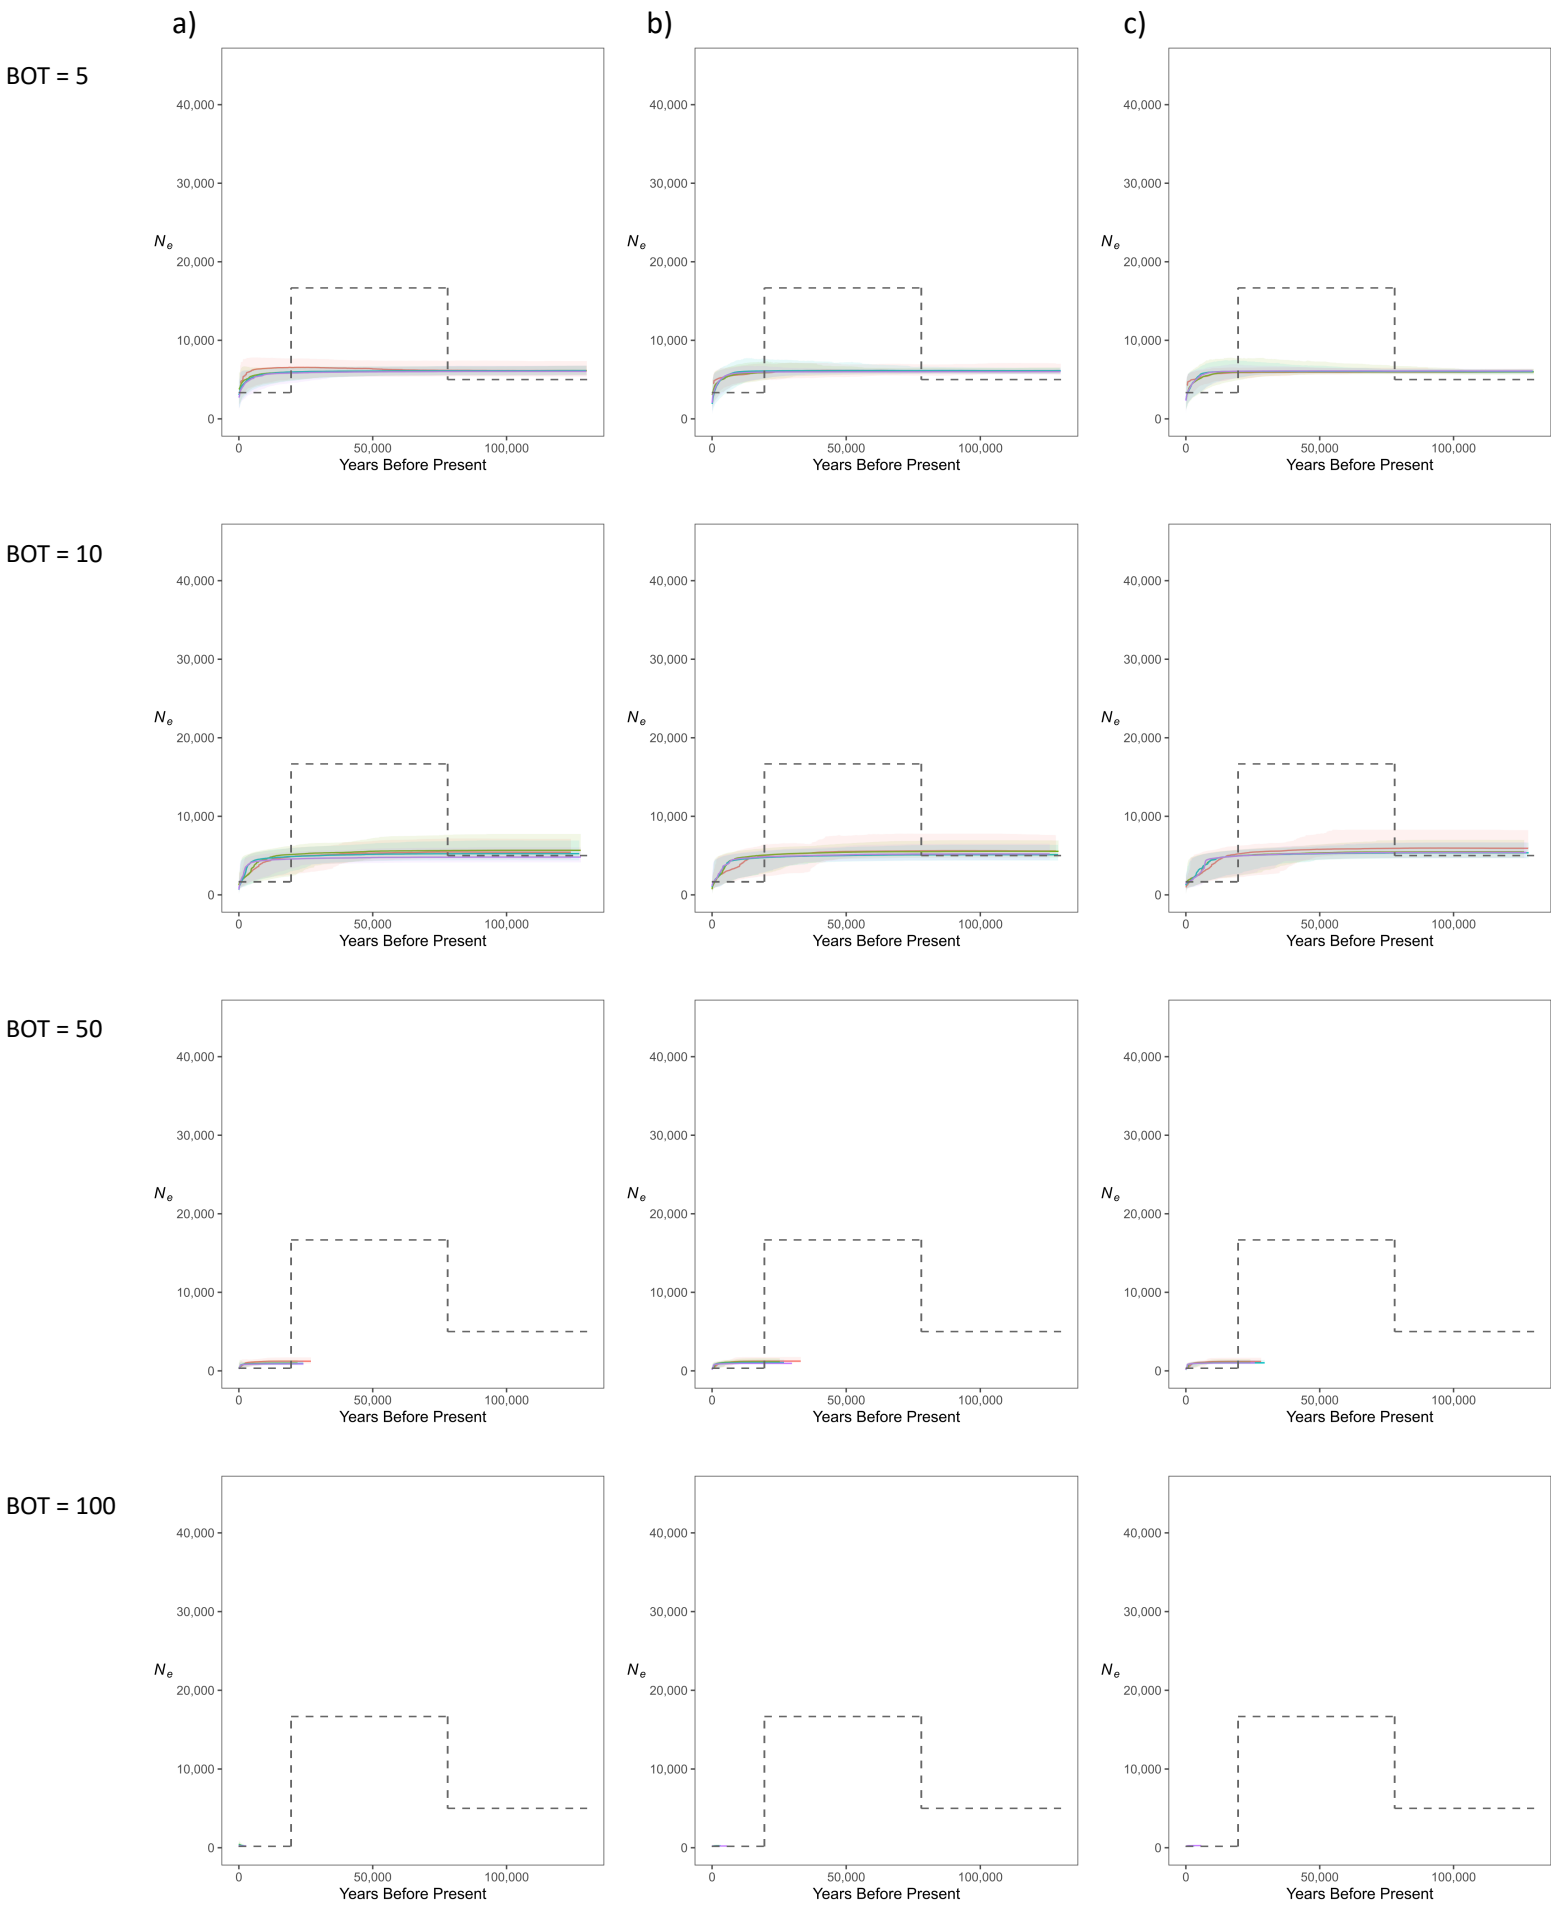 a) b) c)
BOT = 5
40,000 40,000 40,000
30,000 30,000 30,000
Ne Ne Ne
20,000 20,000 20,000
10,000 10,000 10,000
0 0 0
0 50,000 100,000 0 50,000 100,000 0 50,000 100,000
Years Before Present Years Before Present Years Before Present
BOT = 10
40,000 40,000 40,000
30,000 30,000 30,000
Ne Ne Ne
20,000 20,000 20,000
10,000 10,000 10,000
0 0 0
0 50,000 100,000 0 50,000 100,000 0 50,000 100,000
Years Before Present Years Before Present Years Before Present
BOT = 50
40,000 40,000 40,000
30,000 30,000 30,000
Ne Ne Ne
20,000 20,000 20,000
10,000 10,000 10,000
0 0 0
0 50,000 100,000 0 50,000 100,000 0 50,000 100,000
Years Before Present Years Before Present Years Before Present
BOT = 100
40,000 40,000 40,000
30,000 30,000 30,000
Ne Ne Ne
20,000 20,000 20,000
10,000 10,000 10,000
0 0 0
0 50,000 100,000 0 50,000 100,000 0 50,000 100,000
Years Before Present Years Before Present Years Before Present